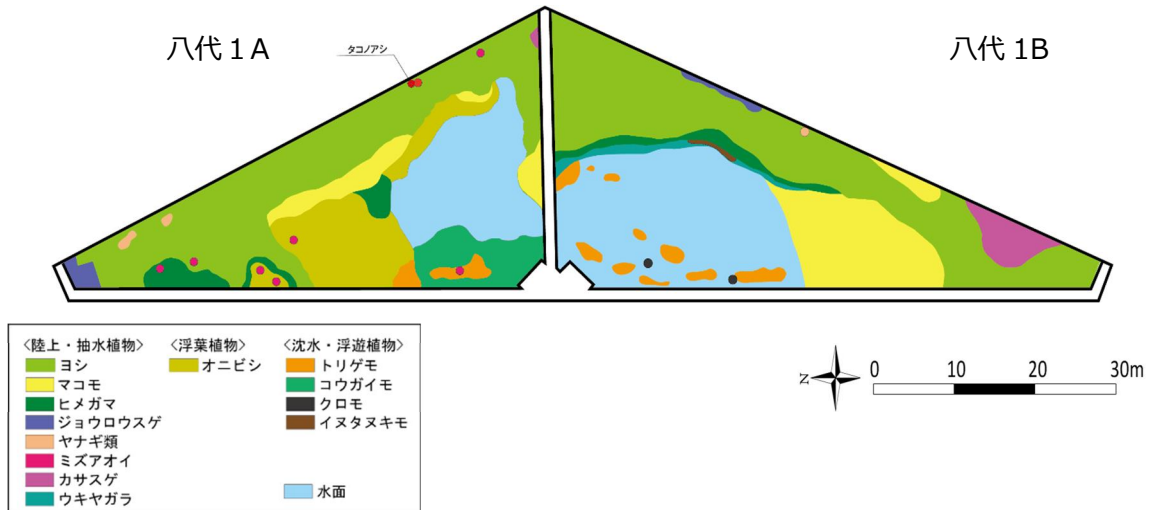 八代１A
八代 1B
タコノアシ
〈陸上・抽水植物〉 〈浮葉植物〉 〈沈水・浮遊植物〉
ヨシ オニビシ トリゲモ
マコモ コウガイモ
ヒメガマ クロモ
ジョウロウスゲ イヌタヌキモ
ヤナギ類
ミズアオイ
カサスゲ
ウキヤガラ 水面
N
0 10 20 30m